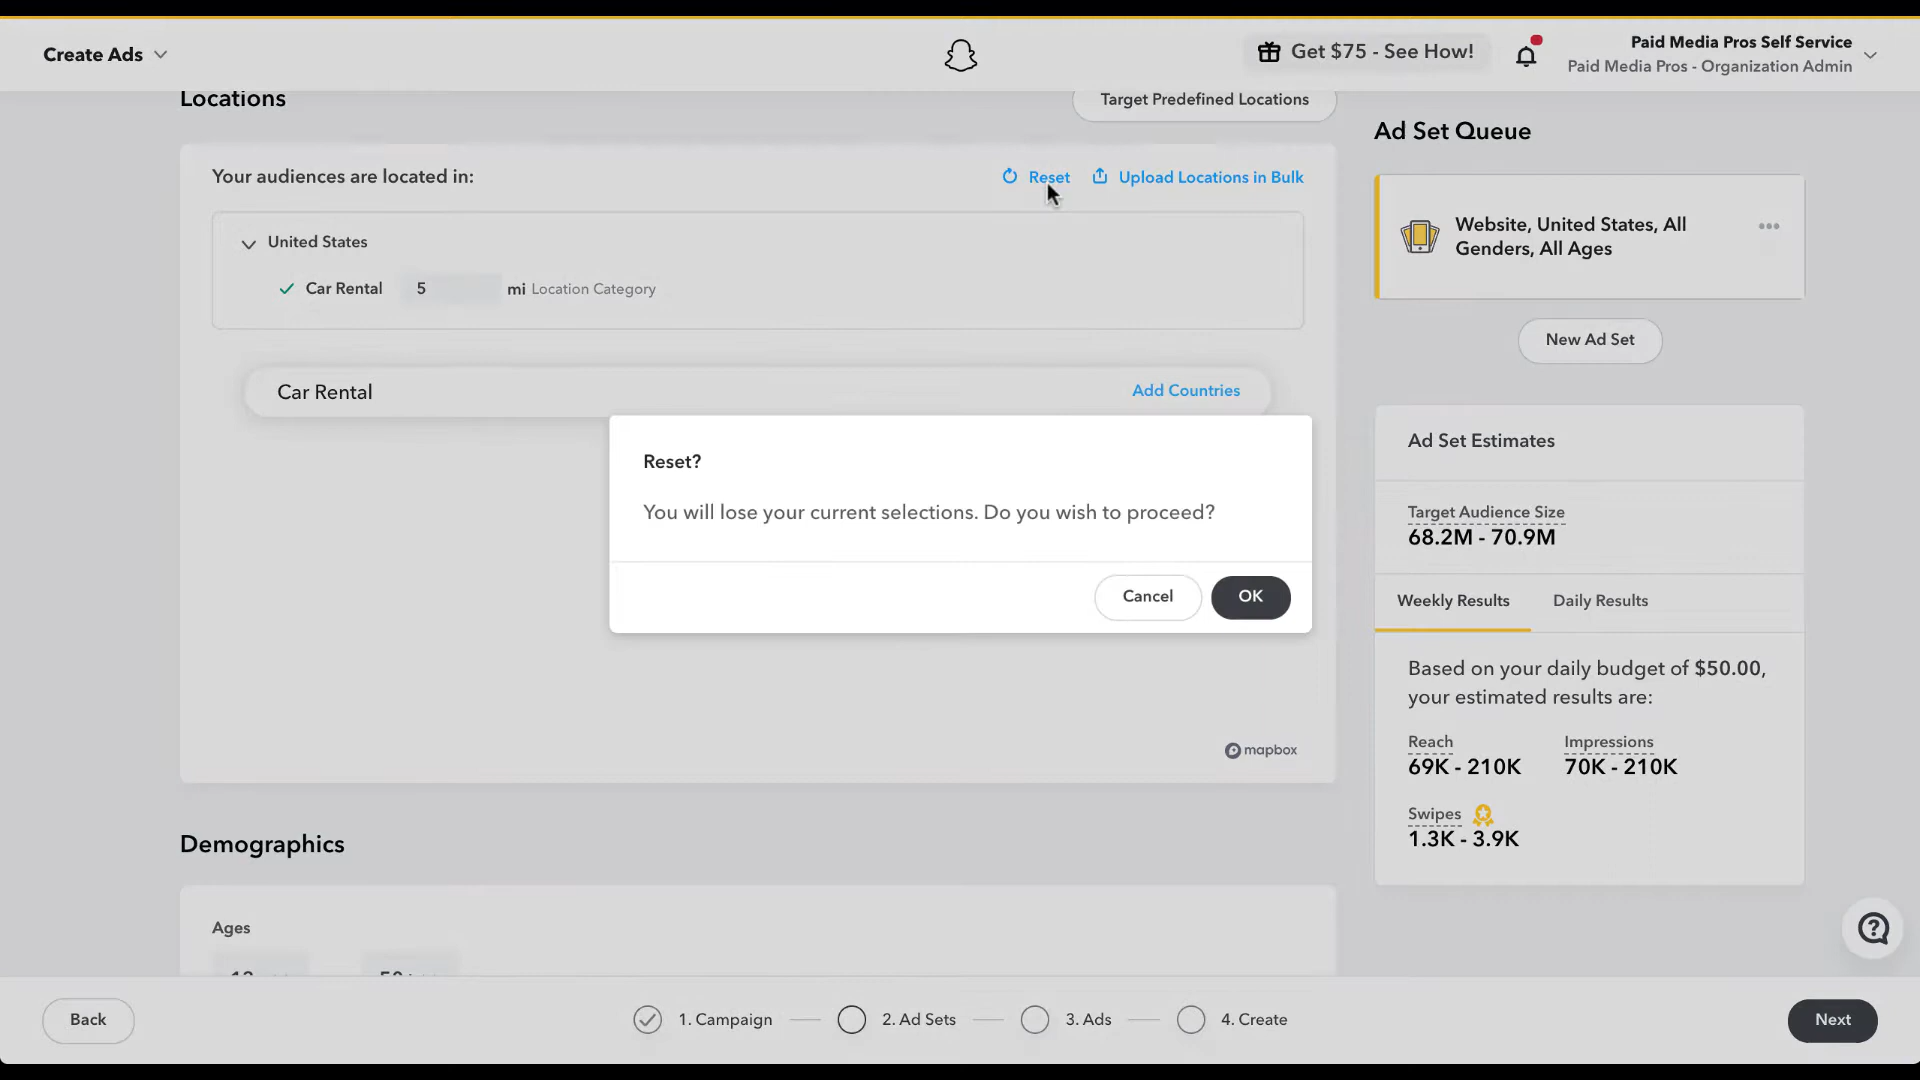 Create Ads
Get $75 - See How!
Paid Media Pros Self Service
Paid Media Pros - Organization Admin
Locations
Target Predefined Locations
Your audiences are located in:
Reset
Upload Locations in Bulk
United States
Car Rental 5 mi Location Category
Car Rental
Add Countries
Reset?
You will lose your current selections. Do you wish to proceed?
Cancel
OK
mapbox
Demographics
Ages
Ad Set Queue
Website, United States, All
Genders, All Ages
New Ad Set
Ad Set Estimates
Target Audience Size
68.2M - 70.9M
Weekly Results
Daily Results
Based on your daily budget of $50.00,
your estimated results are:
Reach
69K - 210K
Impressions
70K - 210K
Swipes
1.3K - 3.9K
Back
1. Campaign
2. Ad Sets
3. Ads
4. Create
Next